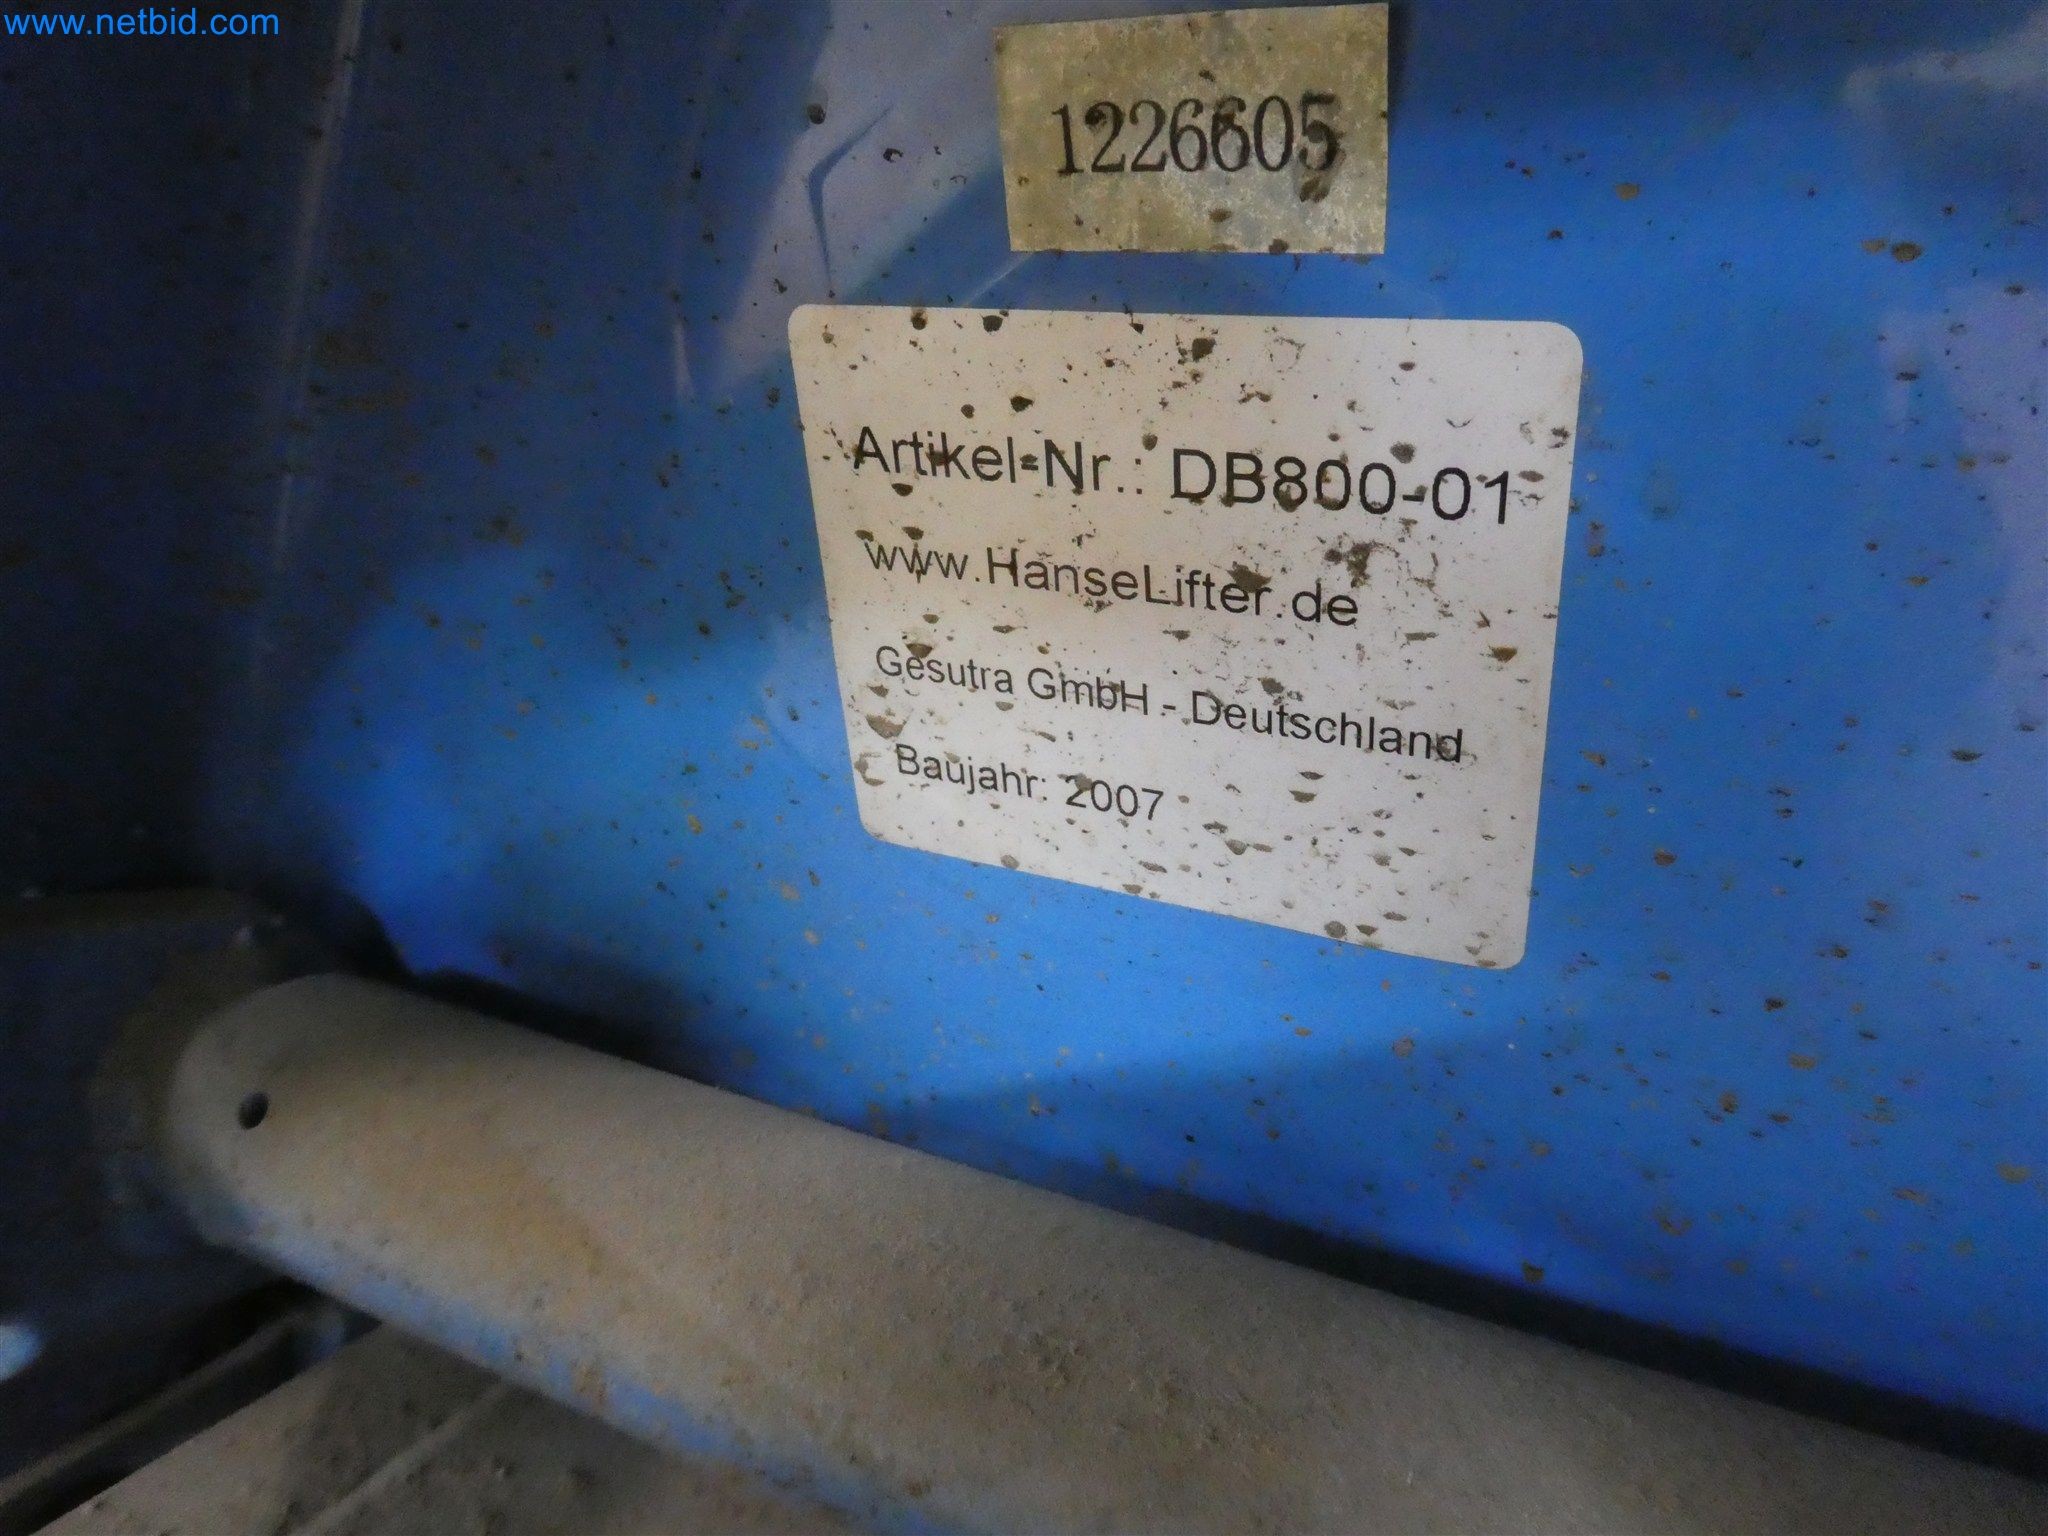 www.netbid.com
1226605
Artikel-Nr.: DB800-01
www.HanseLifter.de
Gesutra GmbH - Deutschland
Baujahr: 2007